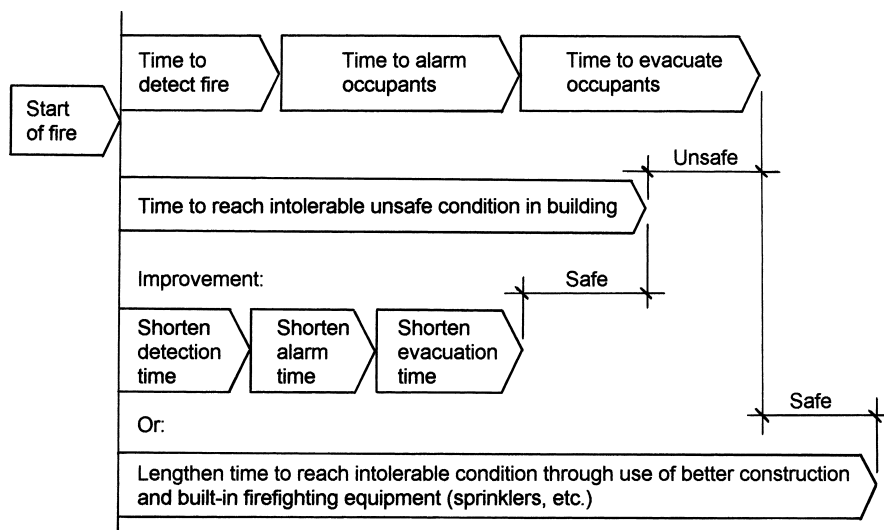 Start
of fire
Time to
detect fire
Time to alarm
occupants
Time to evacuate
occupants
Unsafe
Time to reach intolerable unsafe condition in building
Improvement:
Safe
Shorten
detection
time
Shorten
alarm
time
Shorten
evacuation
time
Safe
Or:
Lengthen time to reach intolerable condition through use of better construction
and built-in firefighting equipment (sprinklers, etc.)